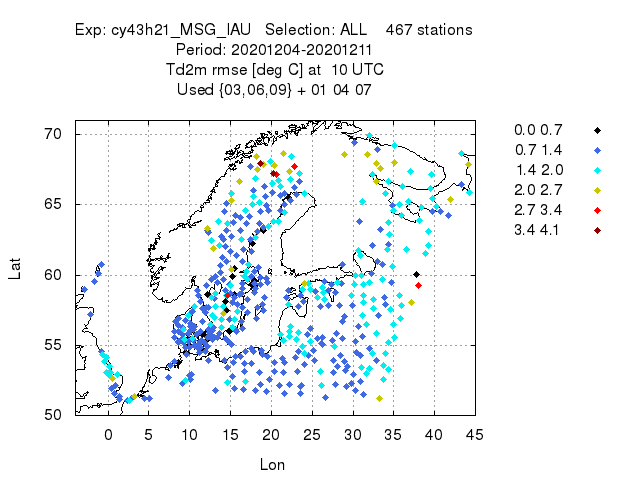 Exp: cy43h21_MSG_IAU Selection: ALL 467 stations
Period: 20201204-20201211
Td2m rmse [deg C] at 10 UTC
Used {03,06,09} + 01 04 07
70
65
60
55
50
Lat
0 5 10 15 20 25 30 35 40 45
Lon
0.0 0.7
0.7 1.4
1.4 2.0
2.0 2.7
2.7 3.4
3.4 4.1